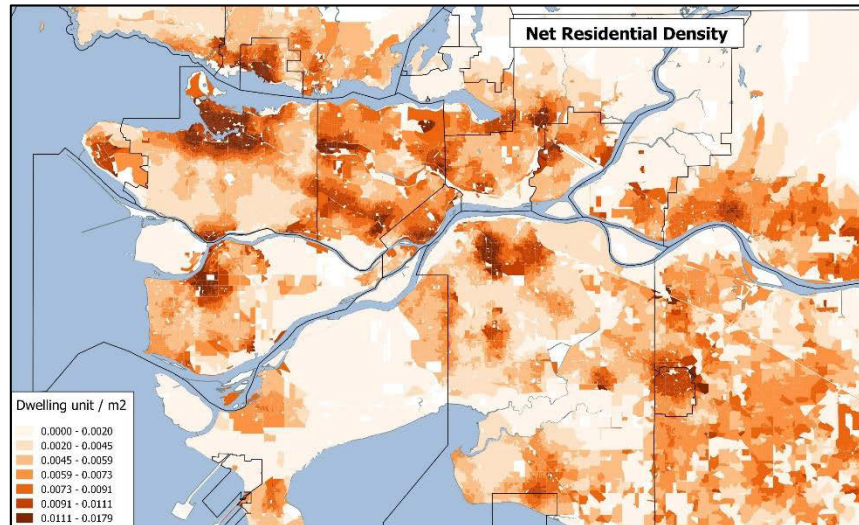 Net Residential Density
Dwelling unit / m2
0.0000 - 0.0020
0.0020 - 0.0045
0.0045 - 0.0059
0.0059 - 0.0073
0.0073 - 0.0091
0.0091 - 0.0111
0.0111 - 0.0179